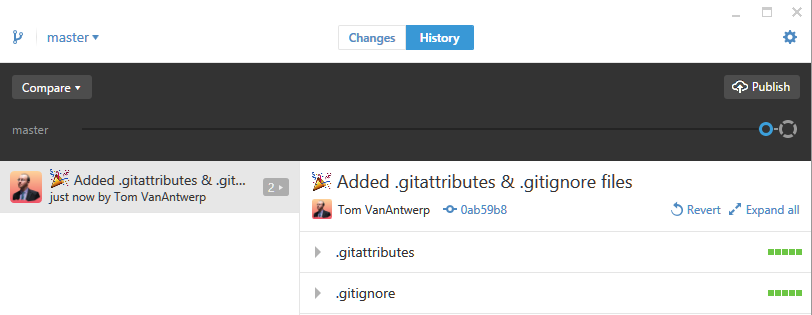 master
Changes
History
Compare
Publish
master
Added .gitattributes & .git...
just now by Tom VanAntwerp
2
Added .gitattributes & .gitignore files
Tom VanAntwerp
0ab59b8
Revert
Expand all
.gitattributes
.gitignore